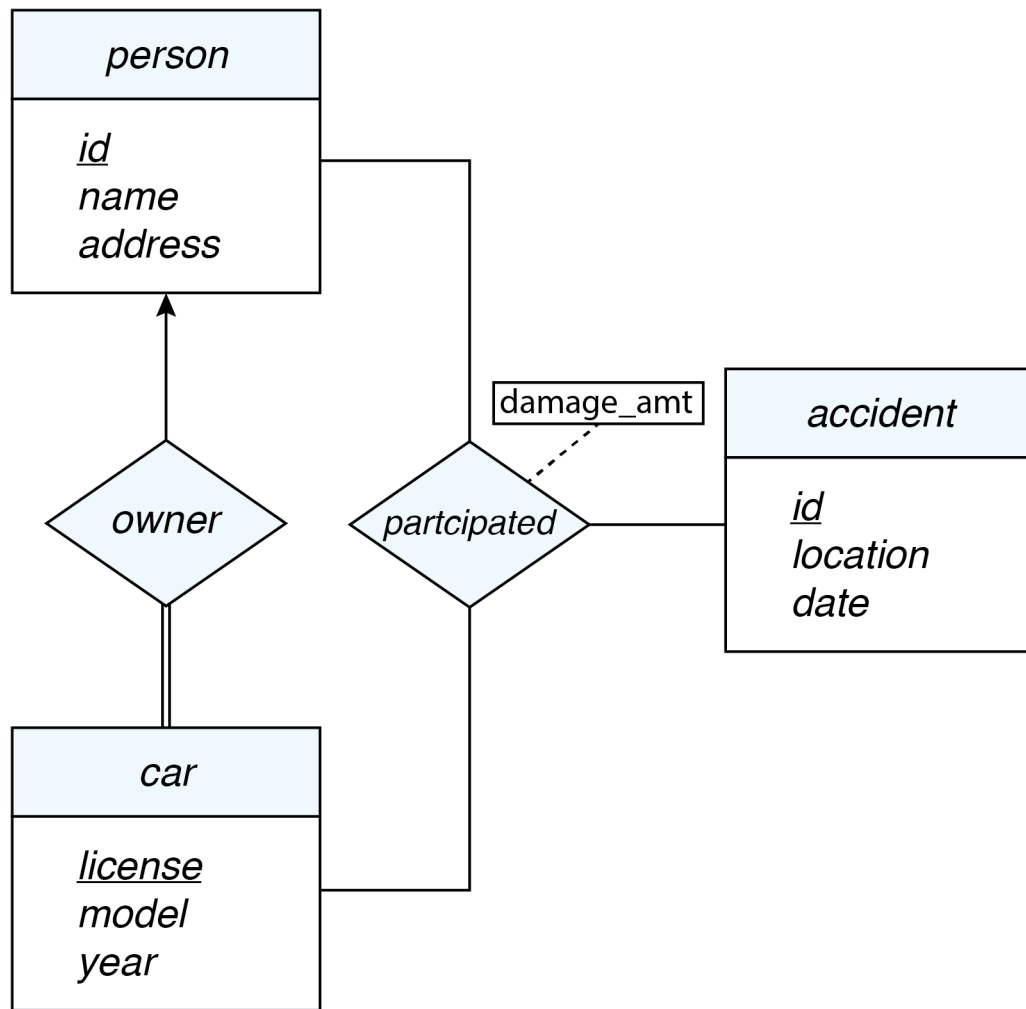 person
id
name
address
owner
damage_amt
partcipated
accident
id
location
date
car
license
model
year